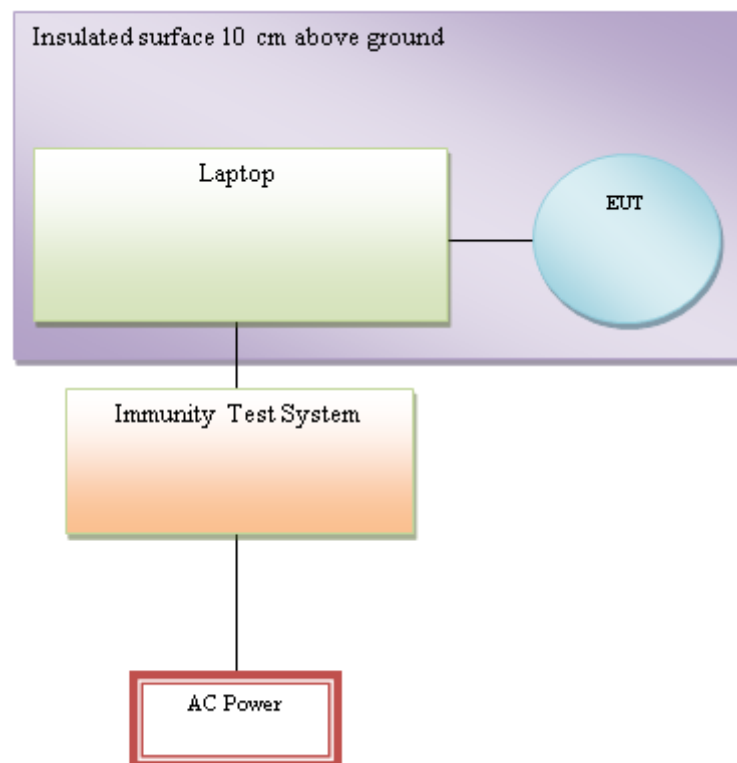 Insulated surface 10 cm above ground
Laptop
EUT
Immunity Test System
AC Power